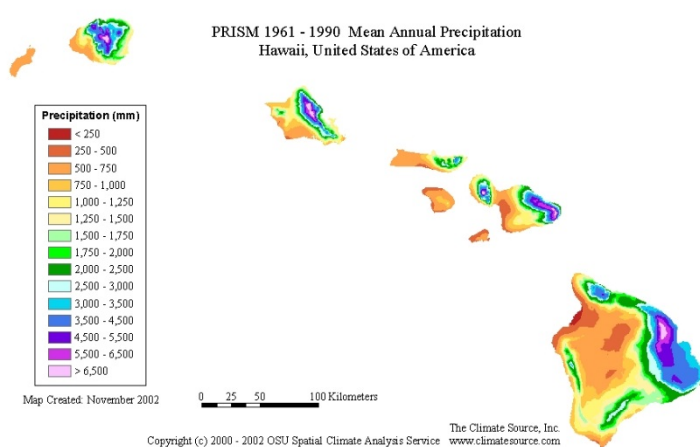 PRISM 1961 - 1990 Mean Annual Precipitation
Hawaii, United States of America
Precipitation (mm)
< 250
250 - 500
500 - 750
750 - 1,000
1,000 - 1,250
1,250 - 1,500
1,500 - 1,750
1,750 - 2,000
2,000 - 2,500
2,500 - 3,000
3,000 - 3,500
3,500 - 4,500
4,500 - 5,500
5,500 - 6,500
> 6,500
Map Created: November 2002
0 25 50 100 Kilometers
The Climate Source, Inc.
Copyright (c) 2000 - 2002 OSU Spatial Climate Analysis Service www.climatesource.com